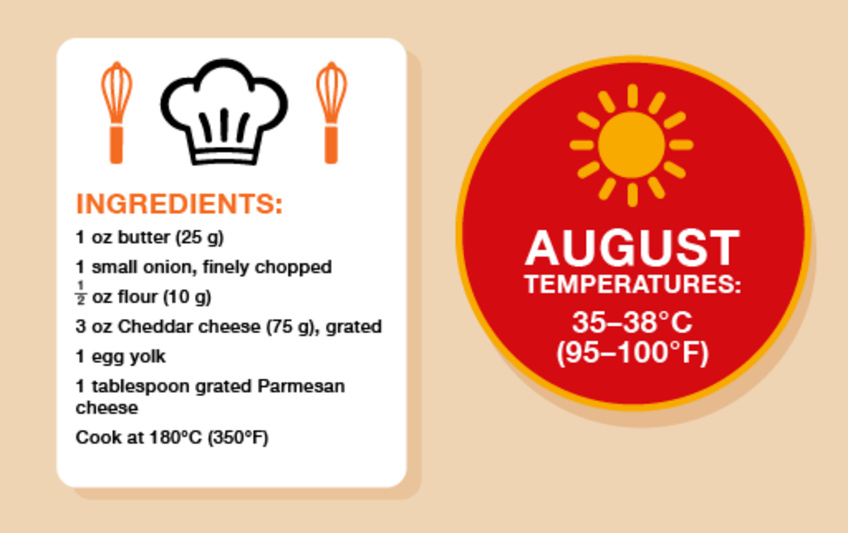 INGREDIENTS:
1 oz butter (25 g)
1 small onion, finely chopped
½ oz flour (10 g)
3 oz Cheddar cheese (75 g), grated
1 egg yolk
1 tablespoon grated Parmesan
cheese
Cook at 180°C (350°F)
AUGUST
TEMPERATURES:
35–38°C
(95–100°F)